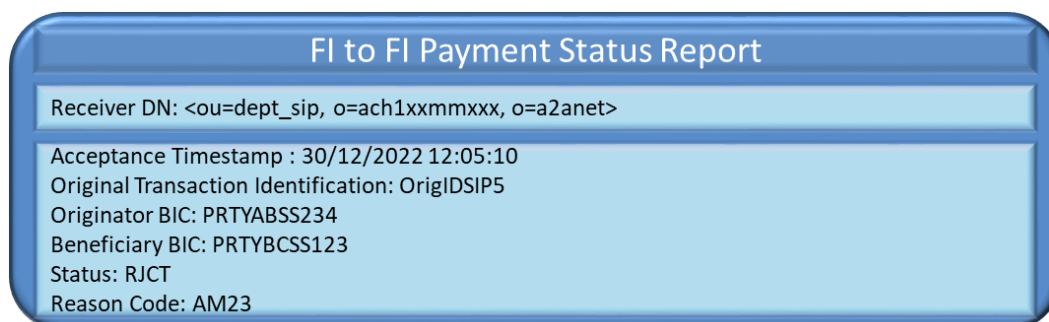 FI to FI Payment Status Report
Receiver DN: <ou=dept_sip, o=ach1xxmmxxx, o=a2anet>
Acceptance Timestamp : 30/12/2022 12:05:10
Original Transaction Identification: OrigIDSIP5
Originator BIC: PRTYABSS234
Beneficiary BIC: PRTYBCSS123
Status: RJCT
Reason Code: AM23